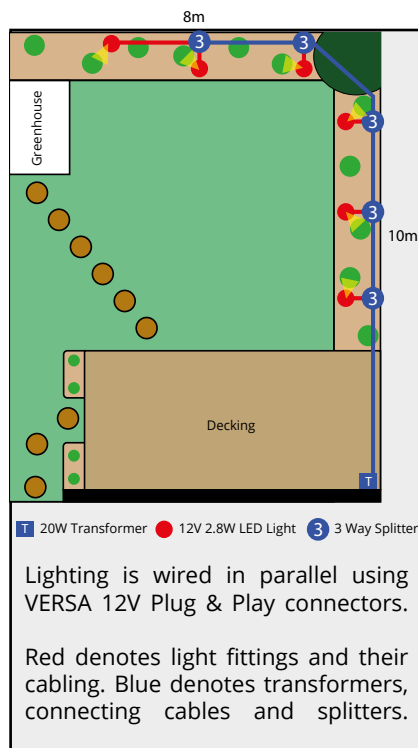 8m
3
3
Greenhouse
3
3
10m
3
Decking
T
T 20W Transformer 12V 2.8W LED Light 3 3 Way Splitter
Lighting is wired in parallel using
VERSA 12V Plug & Play connectors.
Red denotes light fittings and their
cabling. Blue denotes transformers,
connecting cables and splitters.